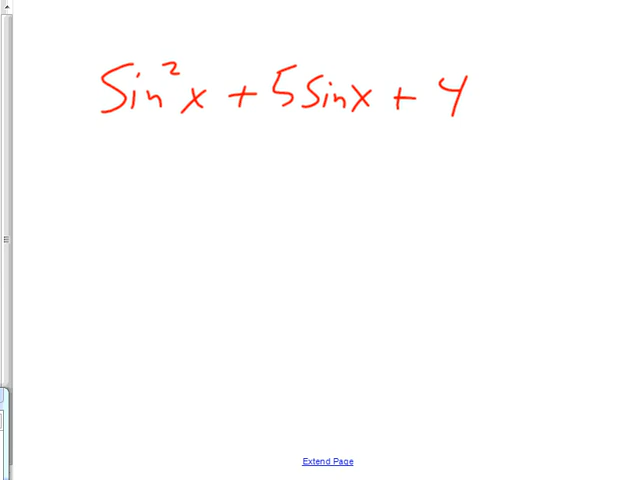 Sin²x + 5sinx + 4
Extend Page